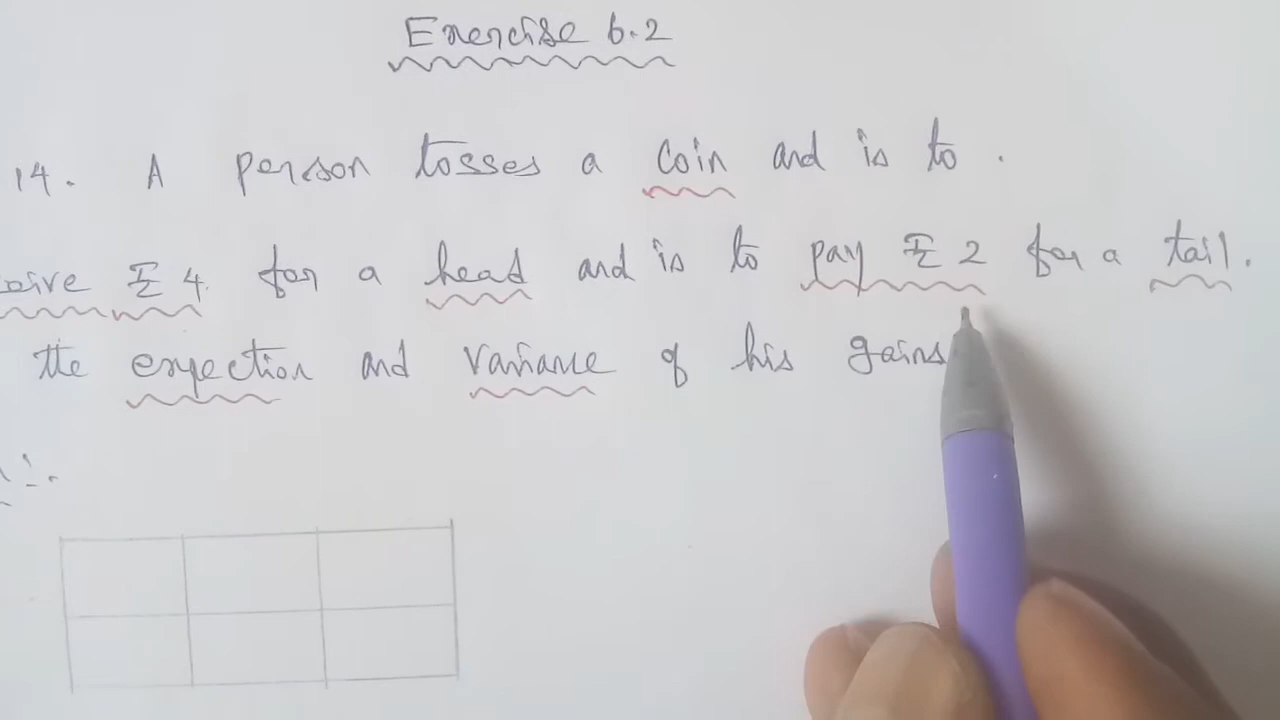 Exercise 6.2
14. A person tosses a coin and is to.
ceive ₹ 4 for a head and is to pay ₹ 2 for a tail.
the expection and variance of his gains